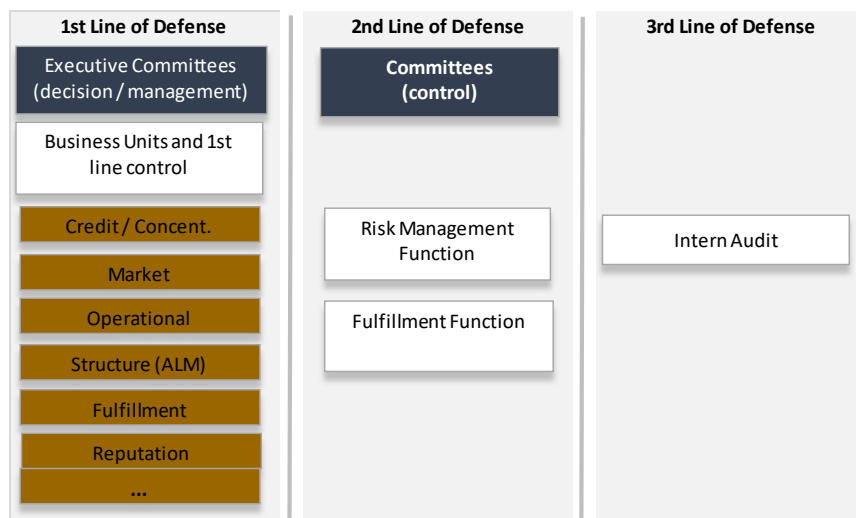 1st Line of Defense
Executive Committees
(decision / management)
Business Units and 1st
line control
Credit / Concent.
Market
Operational
Structure (ALM)
Fulfillment
Reputation
...
2nd Line of Defense
Committees
(control)
Risk Management
Function
Fulfillment Function
3rd Line of Defense
Intern Audit